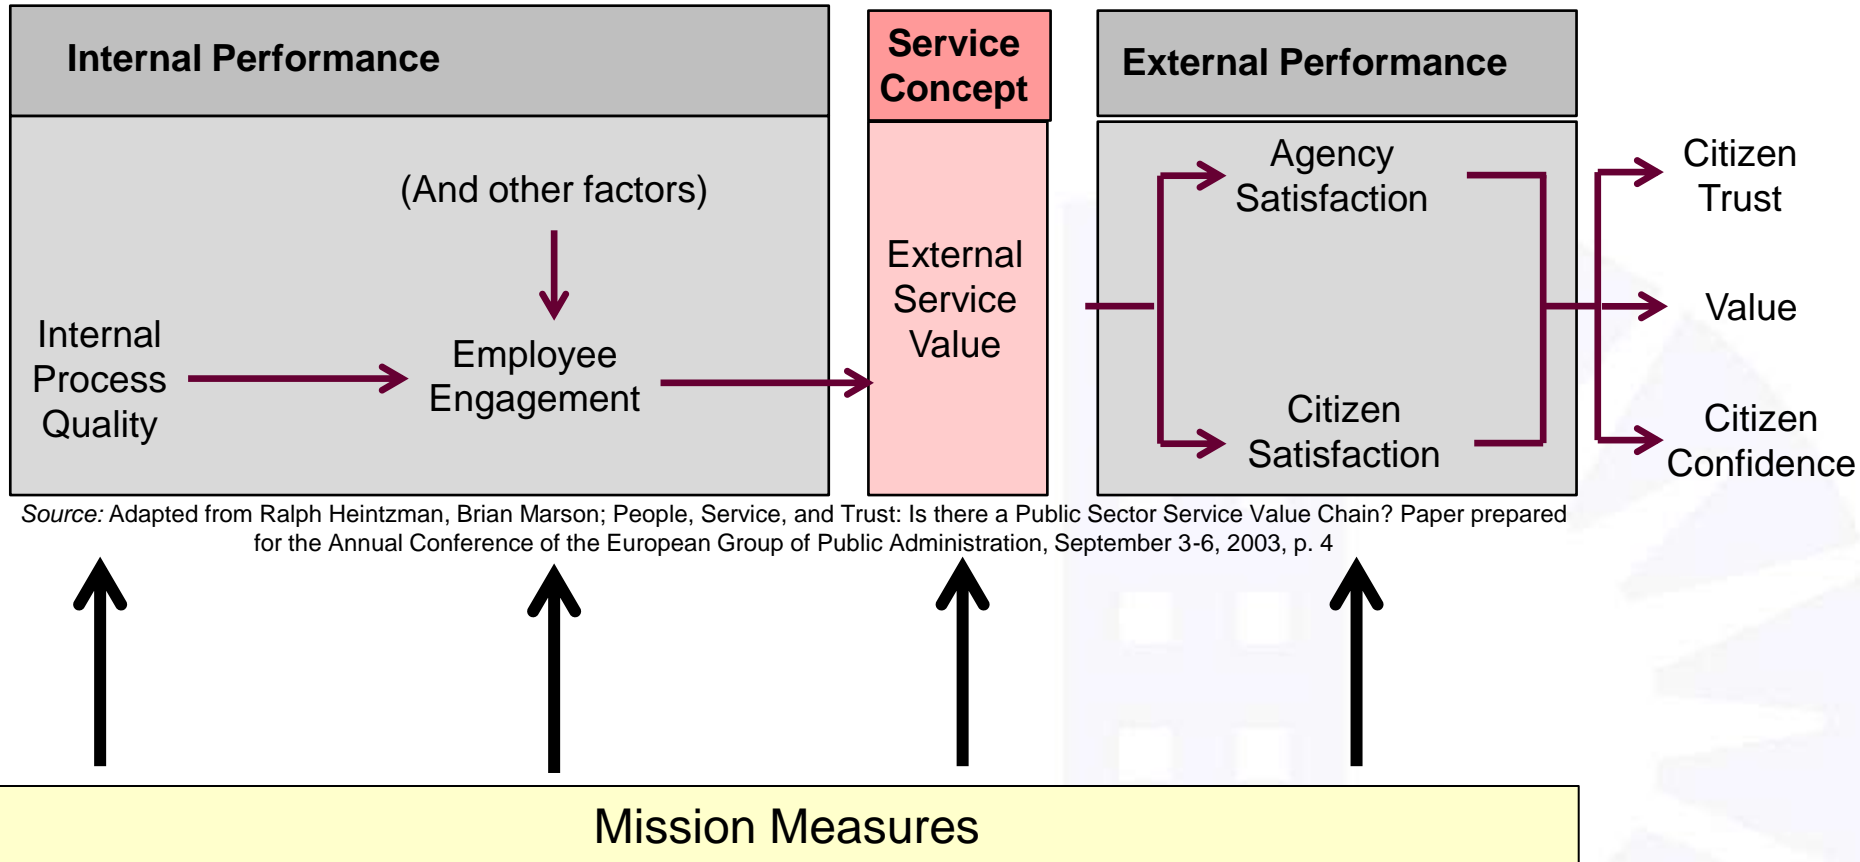 Internal Performance
Service
Concept
External Performance
(And other factors)
Internal
Process
Quality
Employee
Engagement
External
Service
Value
Agency
Satisfaction
Citizen
Satisfaction
Citizen
Trust
Value
Citizen
Confidence
Source: Adapted from Ralph Heintzman, Brian Marson; People, Service, and Trust: Is there a Public Sector Service Value Chain? Paper prepared
for the Annual Conference of the European Group of Public Administration, September 3-6, 2003, p. 4
Mission Measures